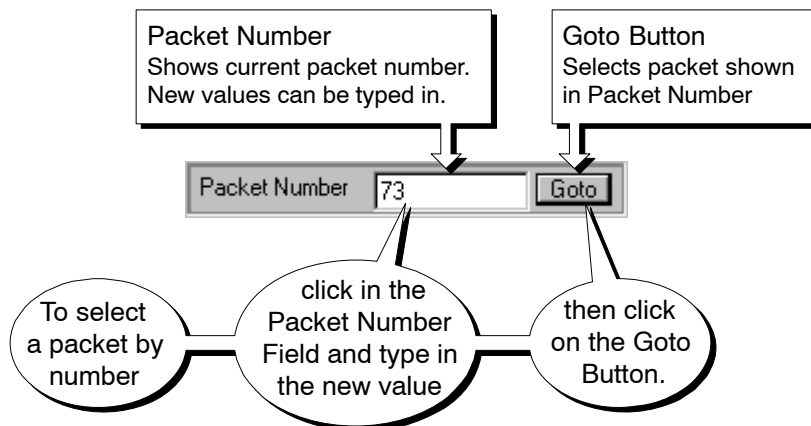 Packet Number
Shows current packet number.
New values can be typed in.
Goto Button
Selects packet shown
in Packet Number
Packet Number
73
Goto
To select
a packet by
number
click in the
Packet Number
Field and type in
the new value
then click
on the Goto
Button.